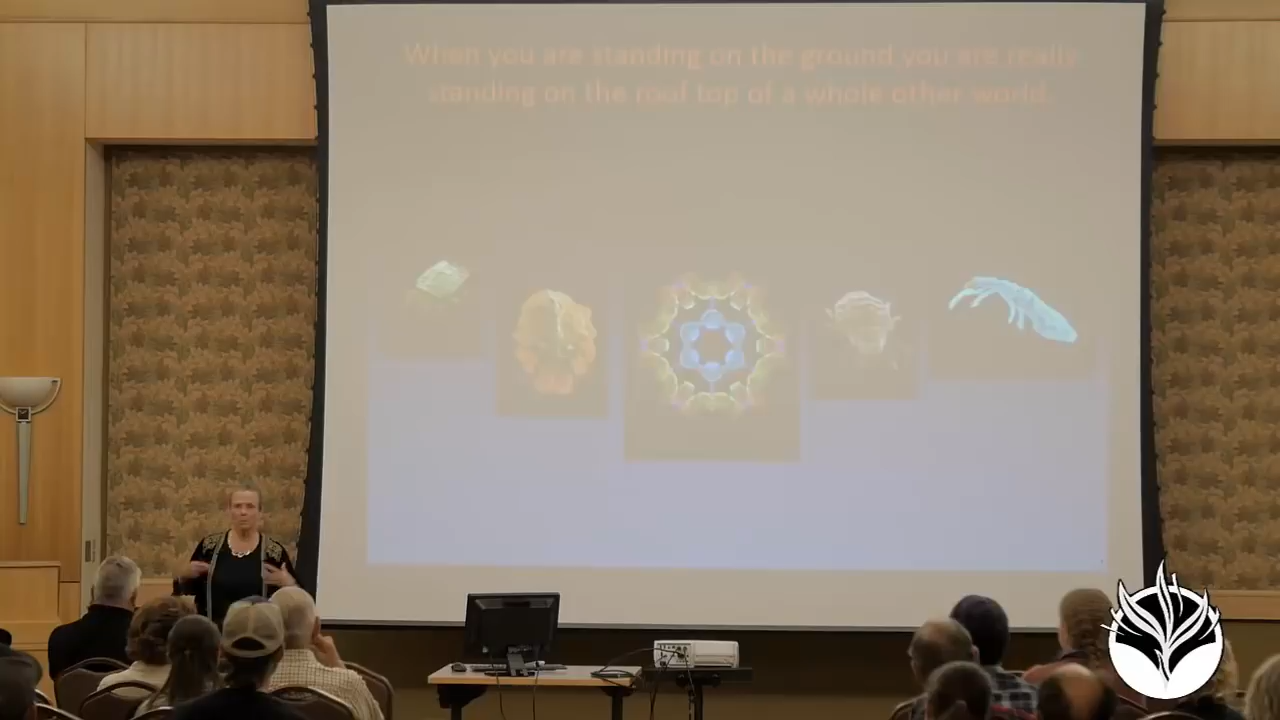 When you are standing on the ground you are really
standing on the roof top of a whole other world.